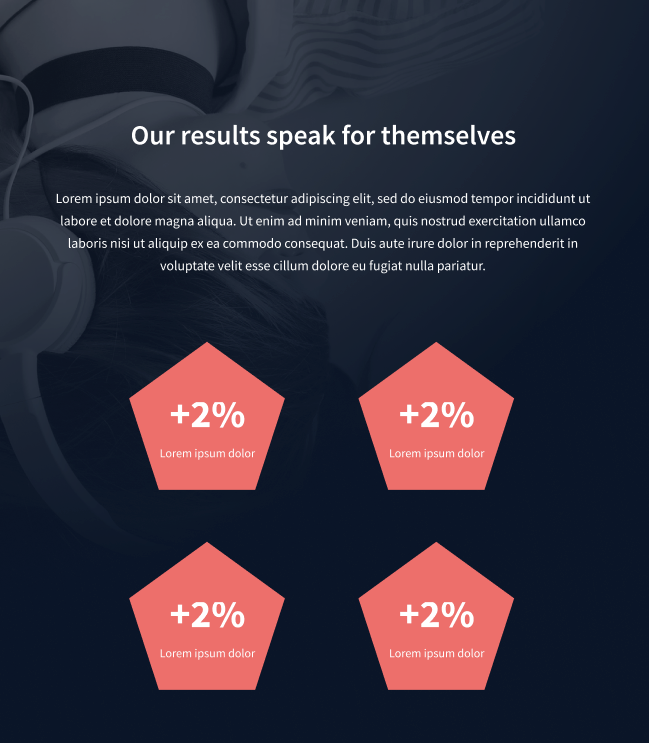 Our results speak for themselves
Lorem ipsum dolor sit amet, consectetur adipiscing elit, sed do eiusmod tempor incididunt ut
labore et dolore magna aliqua. Ut enim ad minim veniam, quis nostrud exercitation ullamco
laboris nisi ut aliquip ex ea commodo consequat. Duis aute irure dolor in reprehenderit in
voluptate velit esse cillum dolore eu fugiat nulla pariatur.
+2%
Lorem ipsum dolor
+2%
Lorem ipsum dolor
+2%
Lorem ipsum dolor
+2%
Lorem ipsum dolor